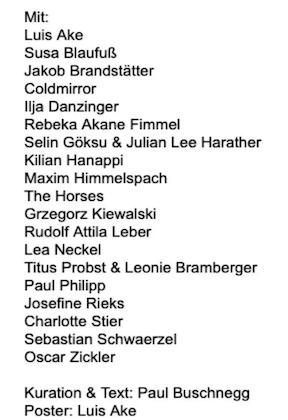 Mit:
Luis Ake
Susa Blaufuß
Jakob Brandstätter
Coldmirror
Ilja Danzinger
Rebeka Akane Fimmel
Selin Göksu & Julian Lee Harather
Kilian Hanappi
Maxim Himmelspach
The Horses
Grzegorz Kiewalski
Rudolf Attila Leber
Lea Neckel
Titus Probst & Leonie Bramberger
Paul Philipp
Josefine Rieks
Charlotte Stier
Sebastian Schwaerzel
Oscar Zickler
Kuration & Text: Paul Buschnegg
Poster: Luis Ake